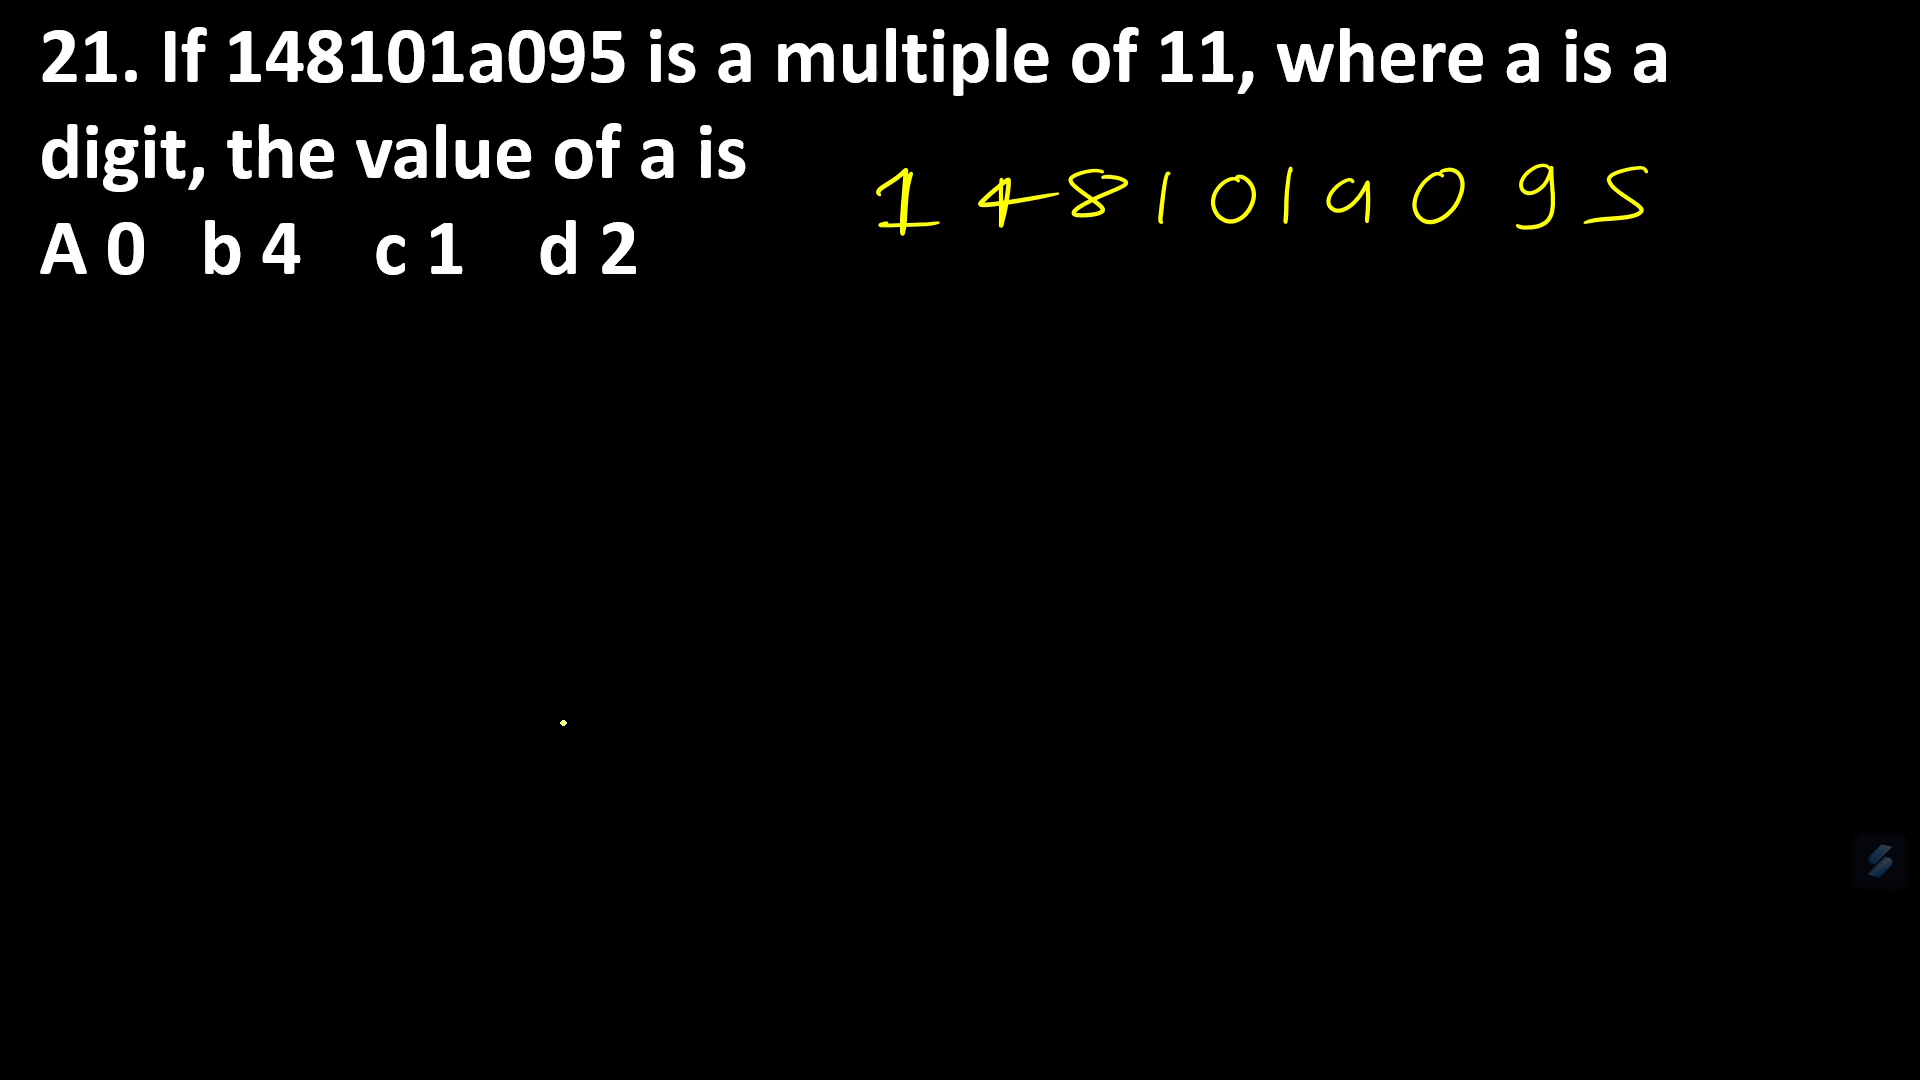 21. If 148101a095 is a multiple of 11, where a is a
digit, the value of a is
1 4 8 1 0 1 a 0 9 5
A 0 b 4 c 1 d 2